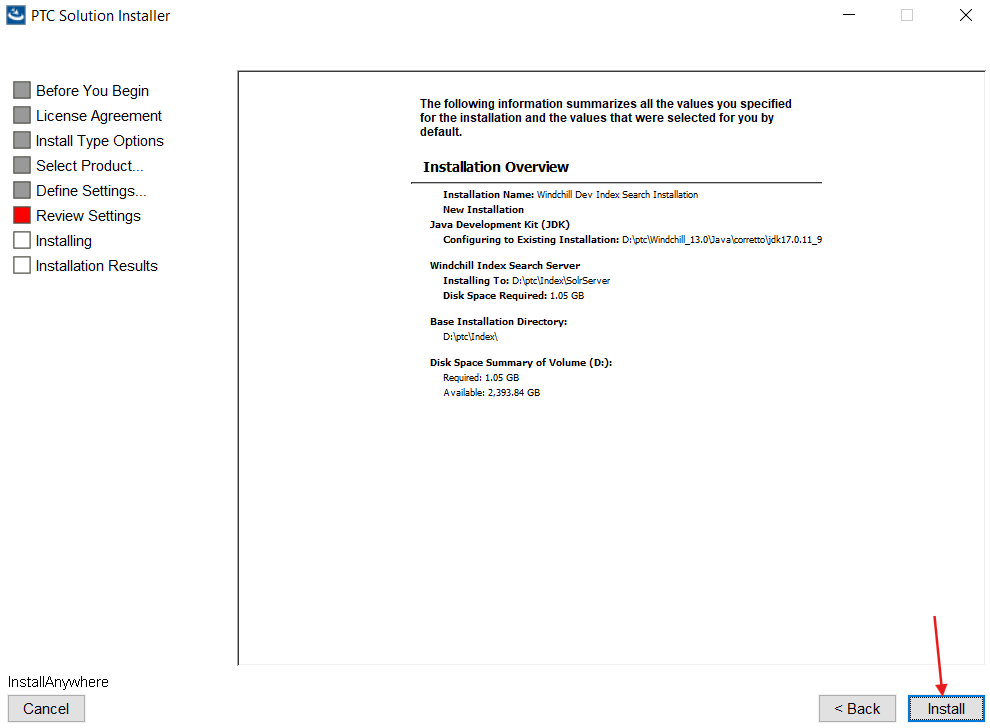 PTC Solution Installer
Before You Begin
License Agreement
Install Type Options
Select Product...
Define Settings...
Review Settings
Installing
Installation Results
The following information summarizes all the values you specified
for the installation and the values that were selected for you by
default.
Installation Overview
Installation Name: Windchill Dev Index Search Installation
New Installation
Java Development Kit (JDK)
Configuring to Existing Installation: D:\ptc\Windchill_13.0\Java\corretto\jdk17.0.11_9
Windchill Index Search Server
Installing To: D:\ptc\Index\SolrServer
Disk Space Required: 1.05 GB
Base Installation Directory:
D:\ptc\Index\
Disk Space Summary of Volume (D:):
Required: 1.05 GB
Available: 2,393.84 GB
InstallAnywhere
Cancel
< Back
Install